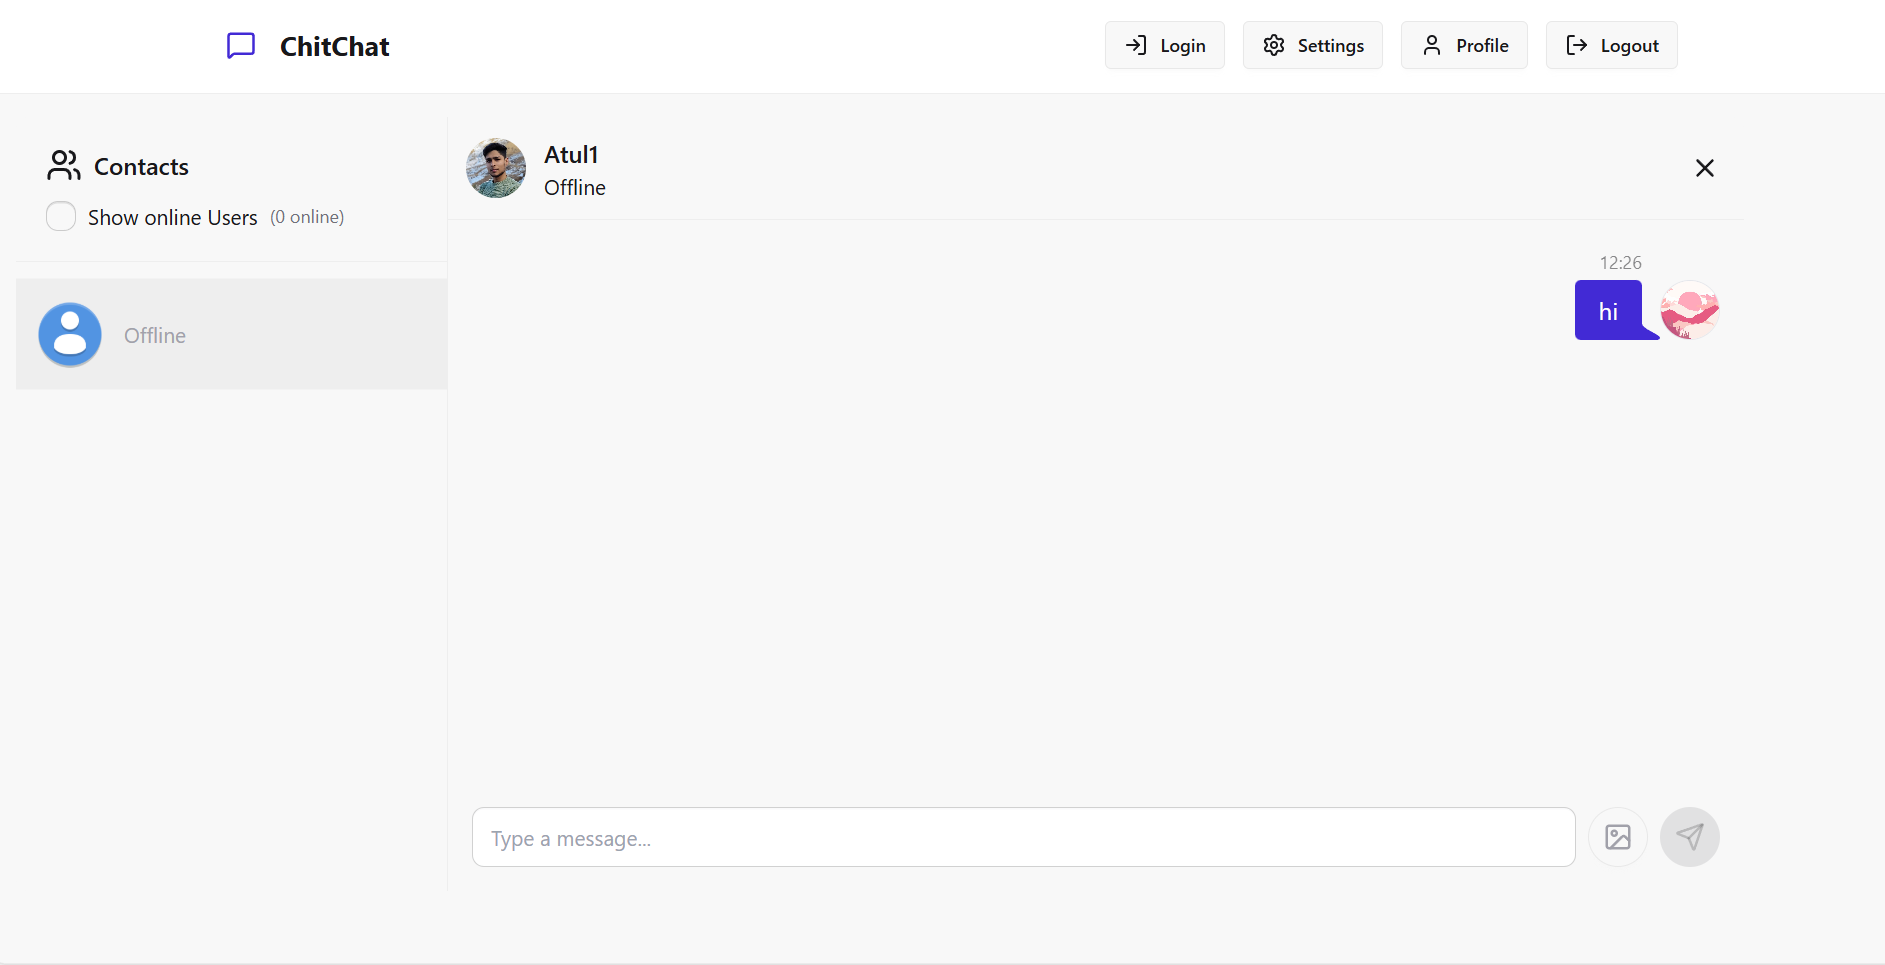 ChitChat
Login
Settings
Profile
Logout
Contacts
Show online Users (0 online)
Offline
Atul1
Offline
12:26
hi
Type a message...